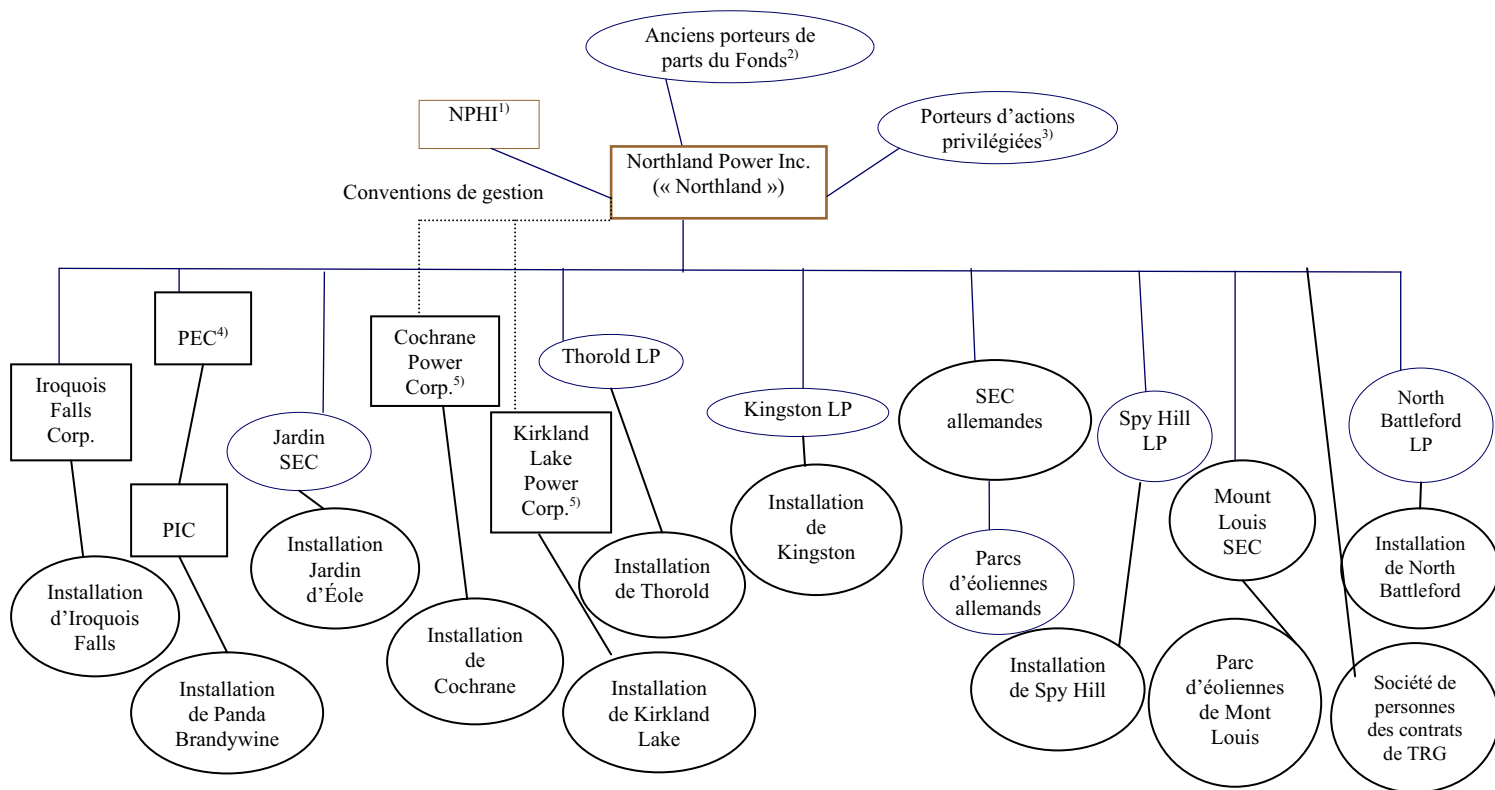 Anciens porteurs de
parts du Fonds2)
NPHI1)
Porteurs d’actions
privilégiées3)
Northland Power Inc.
(« Northland »)
Conventions de gestion
Iroquois
Falls
Corp.
PEC4)
Jardin
SEC
Cochrane
Power
Corp.5)
Kirkland
Lake
Power
Corp.5)
Thorold LP
Kingston LP
SEC
allemandes
Spy Hill
LP
Mount
Louis
SEC
North
Battleford
LP
PIC
Installation
d’Iroquois
Falls
Installation
de Panda
Brandywine
Installation
Jardin
d’Éole
Installation
de
Cochrane
Installation
de Kirkland
Lake
Installation
de Thorold
Installation
de
Kingston
Parcs
d’éoliennes
allemands
Installation
de Spy Hill
Parc
d’éoliennes
de Mont
Louis
Installation
de North
Battleford
Société de
personnes
des contrats
de TRG